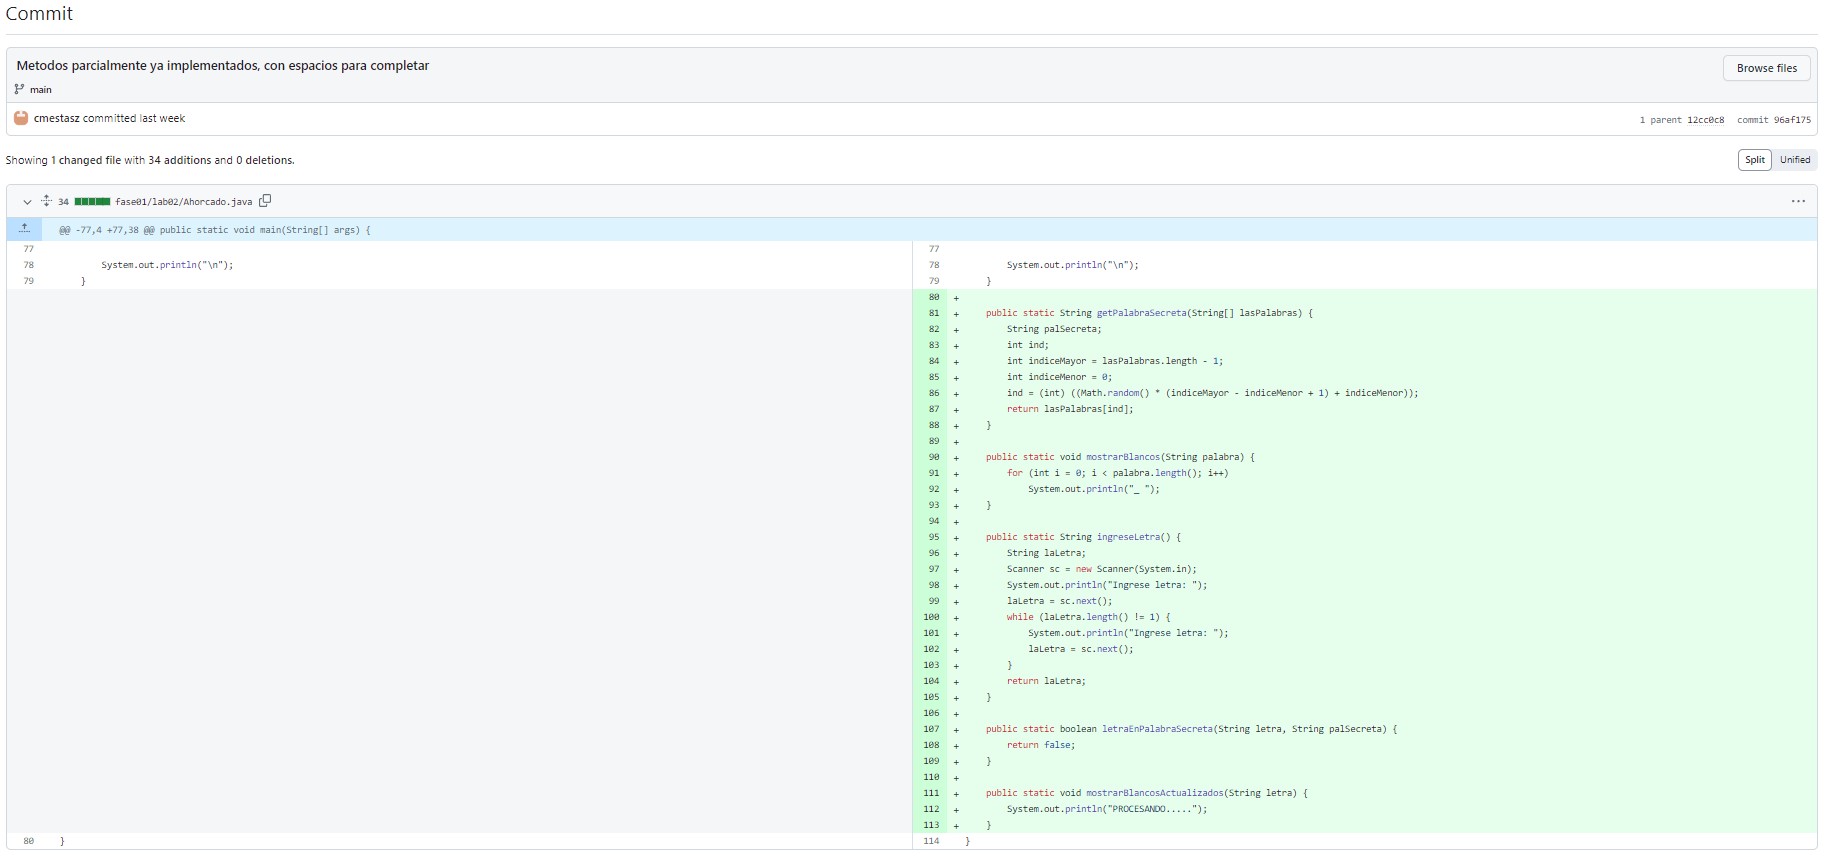 Commit
Metodos parcialmente ya implementados, con espacios para completar
Browse files
main
cmestasz committed last week
1 parent 12cc0c8 commit 96af175
Showing 1 changed file with 34 additions and 0 deletions.
Split Unified
34 fase01/lab02/Ahorcado.java
@@ -77,4 +77,38 @@ public static void main(String[] args) {
77 77
78 System.out.println("\n"); 78 System.out.println("\n");
79 } 79 }
80 +
81 + public static String getPalabraSecreta(String[] lasPalabras) {
82 + String palSecreta;
83 + int ind;
84 + int indiceMayor = lasPalabras.length - 1;
85 + int indiceMenor = 0;
86 + ind = (int) ((Math.random() * (indiceMayor - indiceMenor + 1) + indiceMenor));
87 + return lasPalabras[ind];
88 + }
89 +
90 + public static void mostrarBlancos(String palabra) {
91 + for (int i = 0; i < palabra.length(); i++)
92 + System.out.println("_ ");
93 + }
94 +
95 + public static String ingreseLetra() {
96 + String laLetra;
97 + Scanner sc = new Scanner(System.in);
98 + System.out.println("Ingrese letra: ");
99 + laLetra = sc.next();
100 + while (laLetra.length() != 1) {
101 + System.out.println("Ingrese letra: ");
102 + laLetra = sc.next();
103 + }
104 + return laLetra;
105 + }
106 +
107 + public static boolean letraEnPalabraSecreta(String letra, String palSecreta) {
108 + return false;
109 + }
110 +
111 + public static void mostrarBlancosActualizados(String letra) {
112 + System.out.println("PROCESANDO.....");
113 + }
80 } 114 }